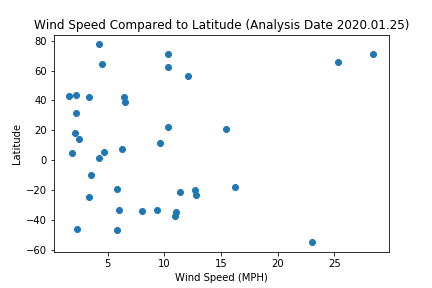 Wind Speed Compared to Latitude (Analysis Date 2020.01.25)
80
60
40
20
0
−20
−40
−60
Latitude
5 10 15 20 25
Wind Speed (MPH)